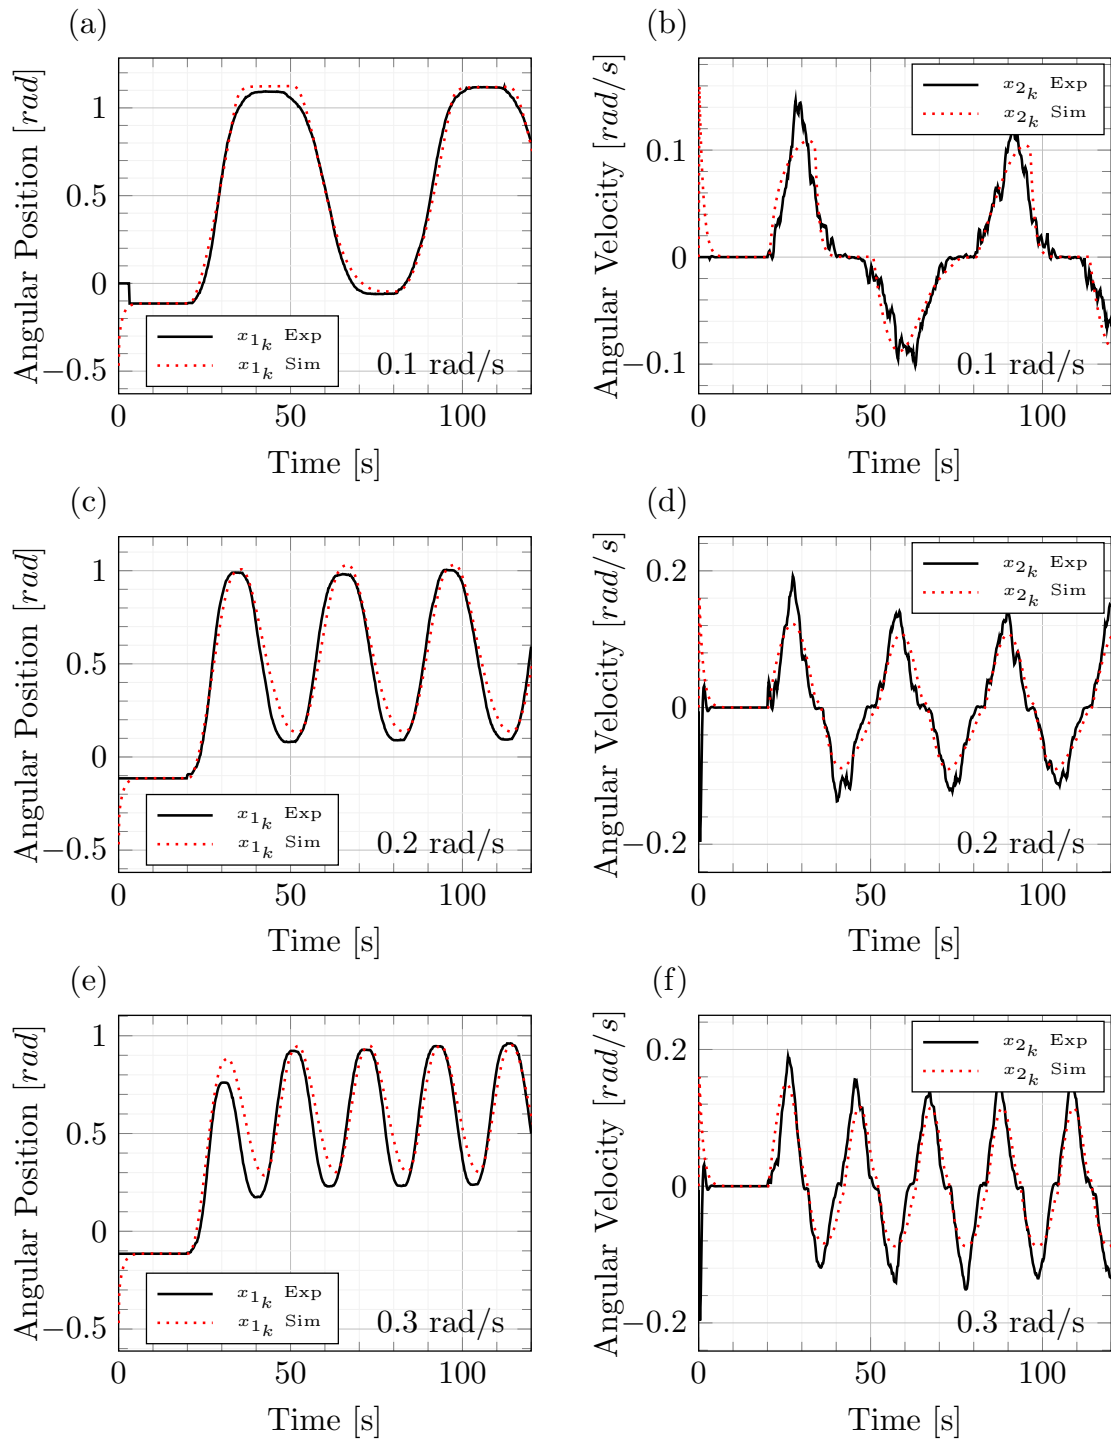 (a)
Angular Position [rad]
1
0.5
0
−0.5
x1k Exp
x1k Sim
0.1 rad/s
0 50 100
Time [s]
(b)
Angular Velocity [rad/s]
0.1
0
−0.1
x2k Exp
x2k Sim
0.1 rad/s
0 50 100
Time [s]
(c)
Angular Position [rad]
1
0.5
0
−0.5
x1k Exp
x1k Sim
0.2 rad/s
0 50 100
Time [s]
(d)
Angular Velocity [rad/s]
0.2
0
−0.2
x2k Exp
x2k Sim
0.2 rad/s
0 50 100
Time [s]
(e)
Angular Position [rad]
1
0.5
0
−0.5
x1k Exp
x1k Sim
0.3 rad/s
0 50 100
Time [s]
(f)
Angular Velocity [rad/s]
0.2
0
−0.2
x2k Exp
x2k Sim
0.3 rad/s
0 50 100
Time [s]